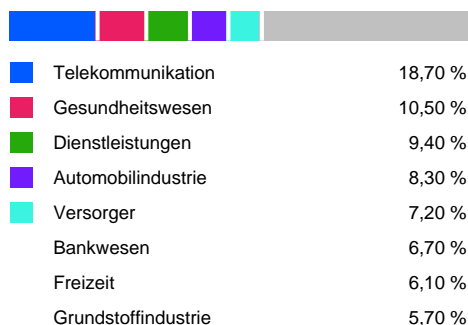 Telekommunikation 18,70 %
Gesundheitswesen 10,50 %
Dienstleistungen 9,40 %
Automobilindustrie 8,30 %
Versorger 7,20 %
Bankwesen 6,70 %
Freizeit 6,10 %
Grundstoffindustrie 5,70 %